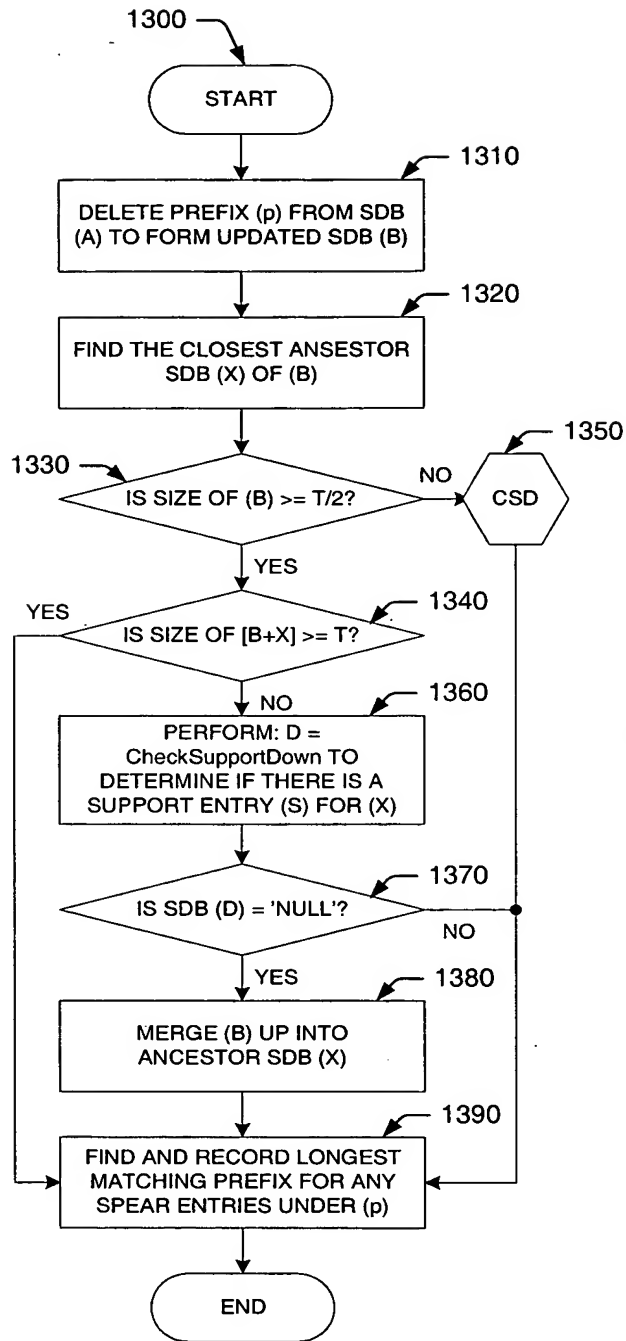 1300
START
1310
DELETE PREFIX (p) FROM SDB
(A) TO FORM UPDATED SDB (B)
1320
FIND THE CLOSEST ANSESTOR
SDB (X) OF (B)
1330
1350
IS SIZE OF (B) >= T/2?
NO
CSD
YES
YES
1340
IS SIZE OF [B+X] >= T?
NO
1360
PERFORM: D =
CheckSupportDown TO
DETERMINE IF THERE IS A
SUPPORT ENTRY (S) FOR (X)
1370
IS SDB (D) = 'NULL'?
NO
YES
1380
MERGE (B) UP INTO
ANCESTOR SDB (X)
1390
FIND AND RECORD LONGEST
MATCHING PREFIX FOR ANY
SPEAR ENTRIES UNDER (p)
END